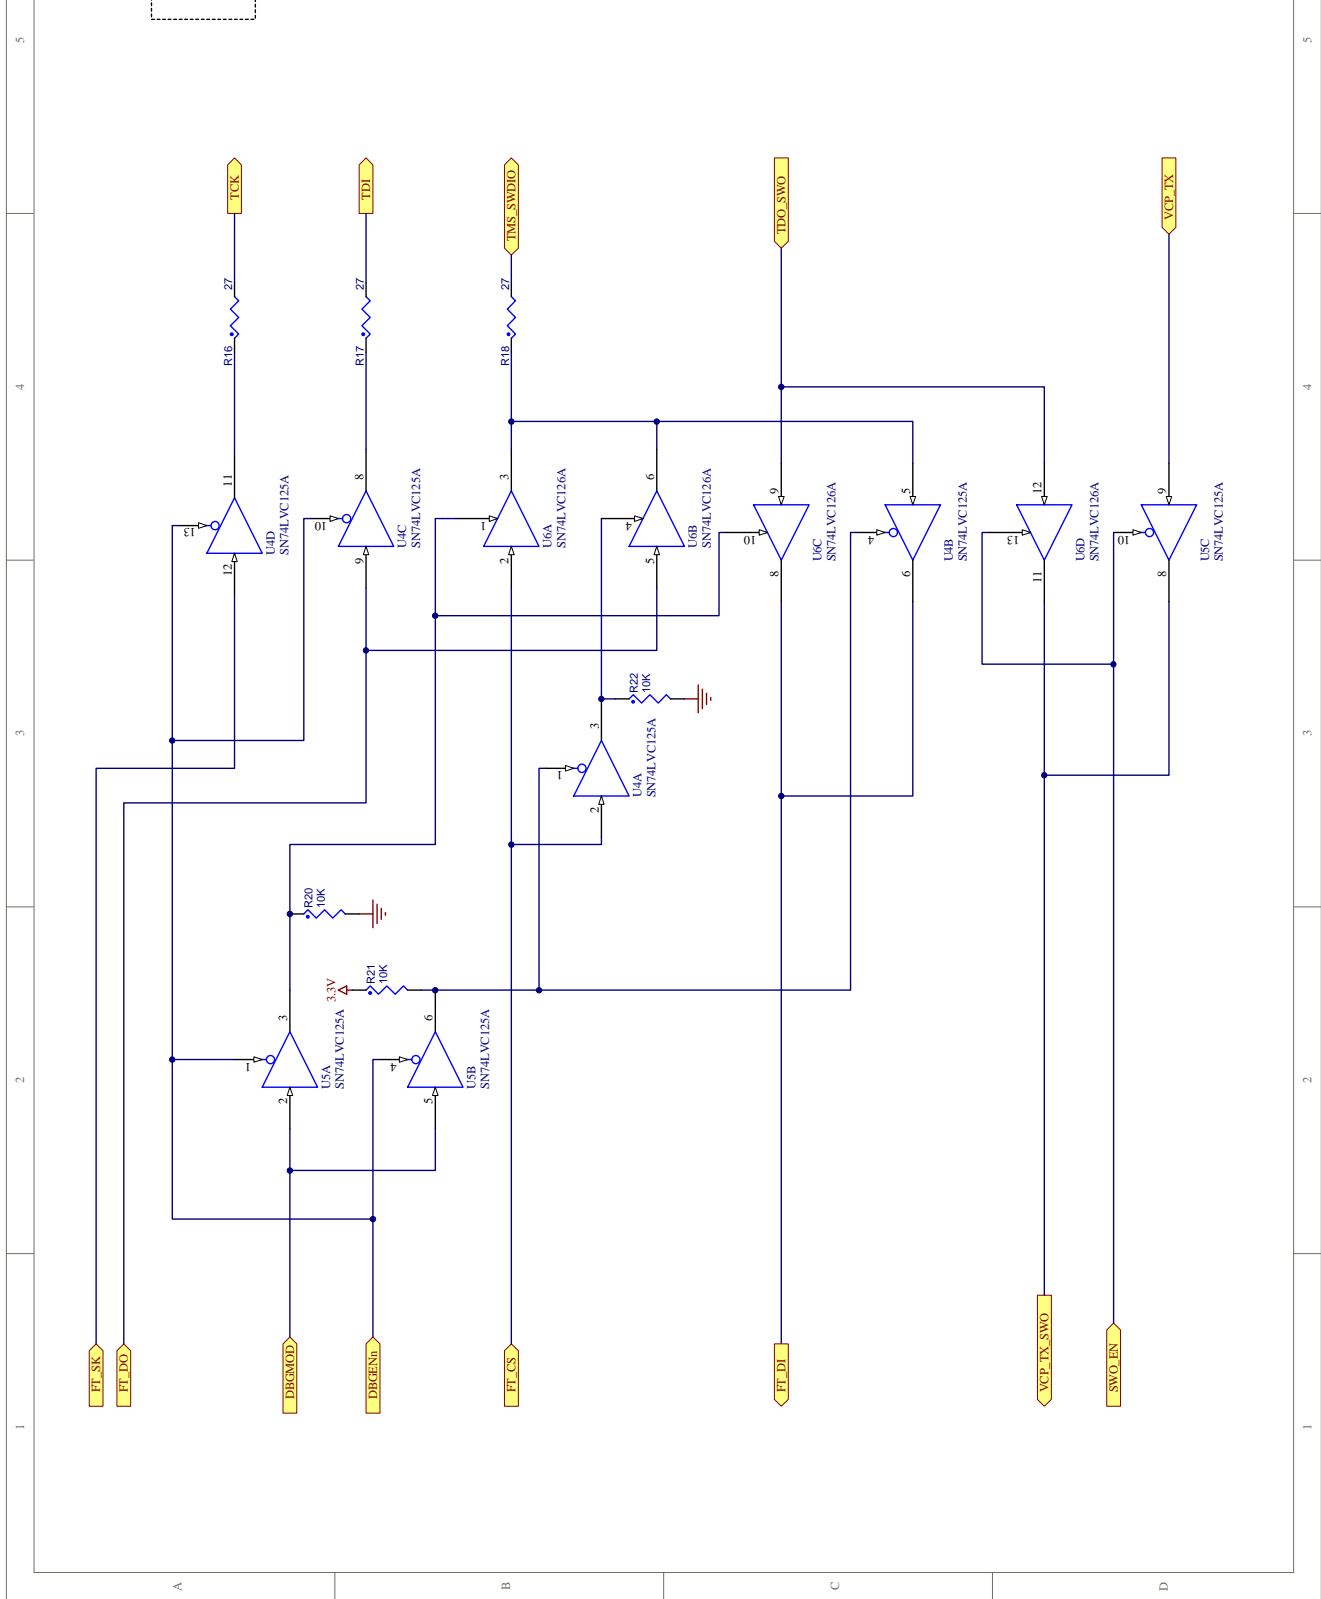 5
5
TCK
TDI
TMS_SWDIO
TDO_SWO
VCP_TX
27
R16
27
R17
27
R18
4
4
11
13
12
U4D
SN74LVC125A
8
10
9
U4C
SN74LVC125A
3
1
2
U6A
SN74LVC126A
6
4
5
U6B
SN74LVC126A
9
10
8
U6C
SN74LVC126A
5
4
6
U4B
SN74LVC125A
12
13
11
U6D
SN74LVC126A
9
10
8
U5C
SN74LVC125A
3
3
R22
10K
3
1
2
U4A
SN74LVC125A
R20
10K
3.3V
R21
10K
3
1
2
U5A
SN74LVC125A
6
4
5
U5B
SN74LVC125A
2
2
FT_SK
FT_DO
DBGMOD
DBGENn
FT_CS
FT_DI
VCP_TX_SWO
SWO_EN
1
1
A
B
C
D